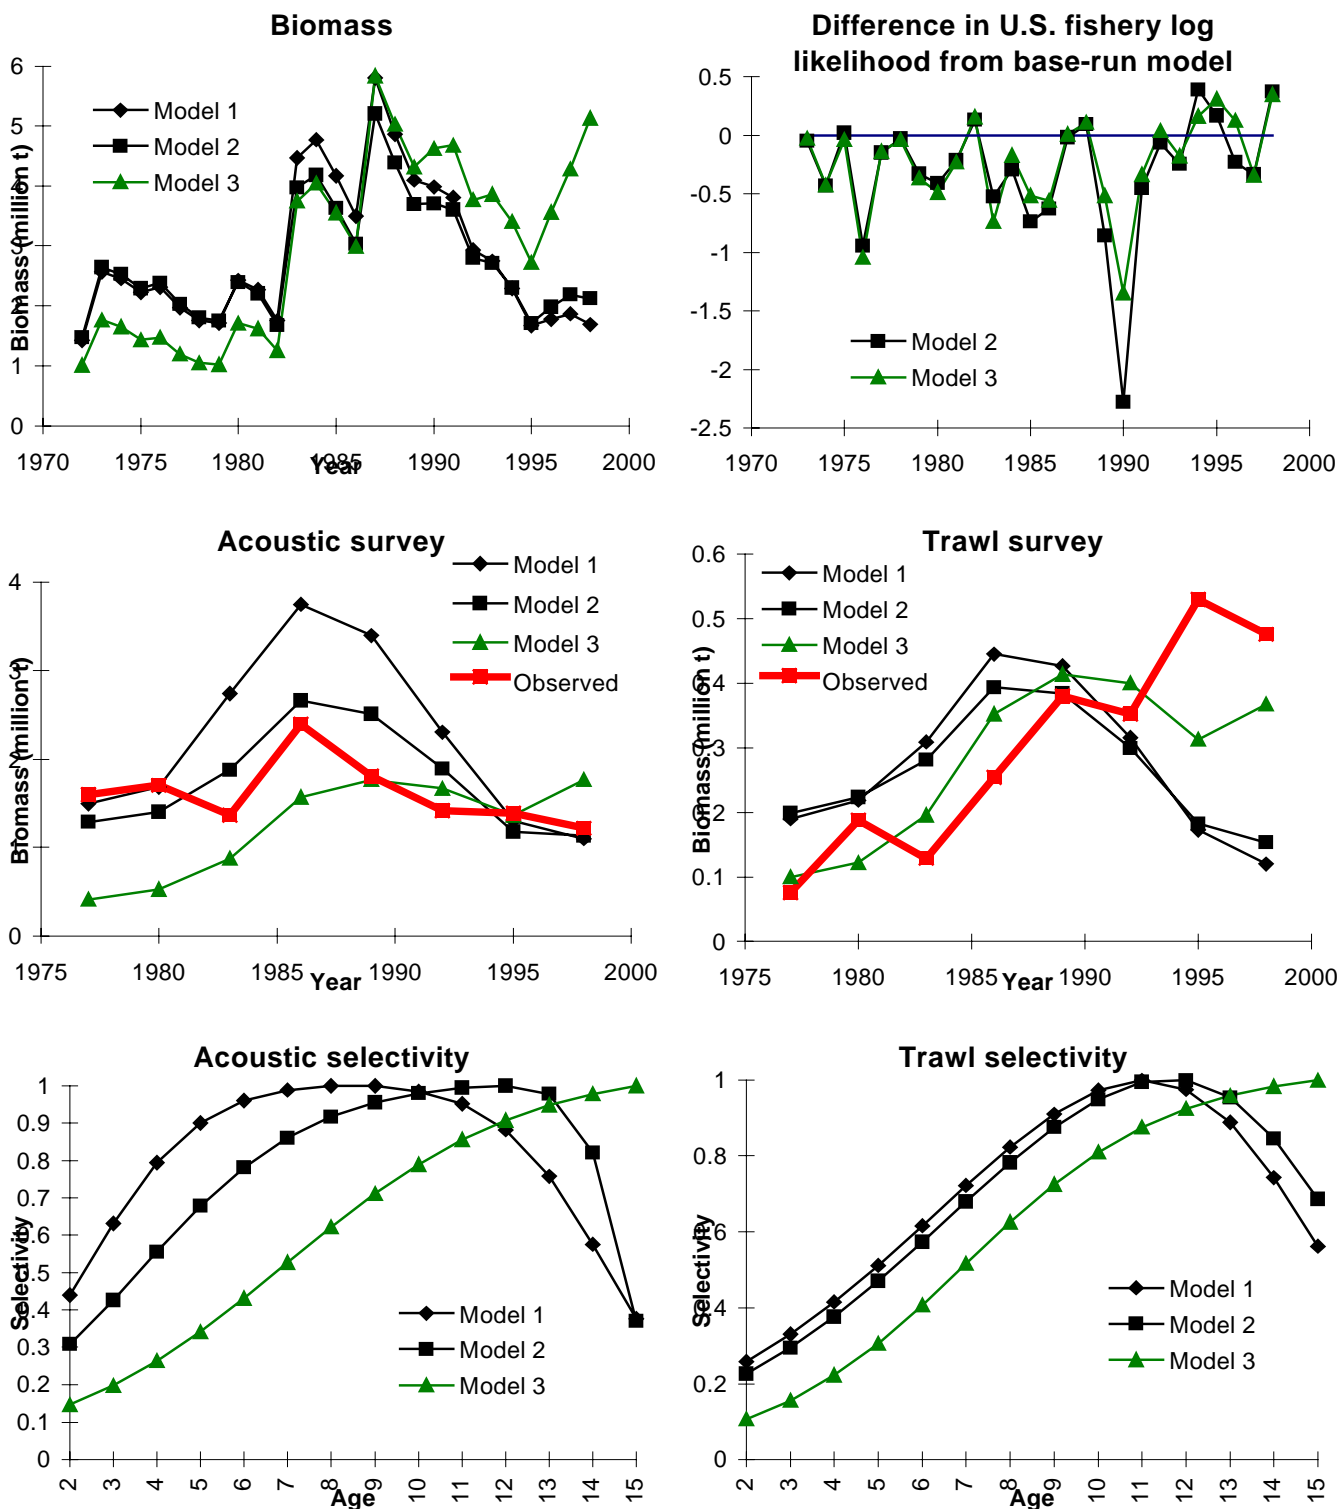 Biomass
6
5
4
3
2
1
0
Biomass (million t)
Model 1
Model 2
Model 3
1970 1975 1980 1985 1990 1995 2000
Year
Difference in U.S. fishery log
likelihood from base-run model
0.5
0
-0.5
-1
-1.5
-2
-2.5
Model 2
Model 3
1970 1975 1980 1985 1990 1995 2000
Acoustic survey
4
3
2
1
0
Biomass (million t)
Model 1
Model 2
Model 3
Observed
1975 1980 1985 1990 1995 2000
Year
Trawl survey
0.6
0.5
0.4
0.3
0.2
0.1
0
Biomass (million t)
Model 1
Model 2
Model 3
Observed
1975 1980 1985 1990 1995 2000
Year
Acoustic selectivity
1
0.9
0.8
0.7
0.6
0.5
0.4
0.3
0.2
0.1
0
Selectivity
Model 1
Model 2
Model 3
2 3 4 5 6 7 8 9 10 11 12 13 14 15
Age
Trawl selectivity
1
0.8
0.6
0.4
0.2
0
Selectivity
Model 1
Model 2
Model 3
2 3 4 5 6 7 8 9 10 11 12 13 14 15
Age